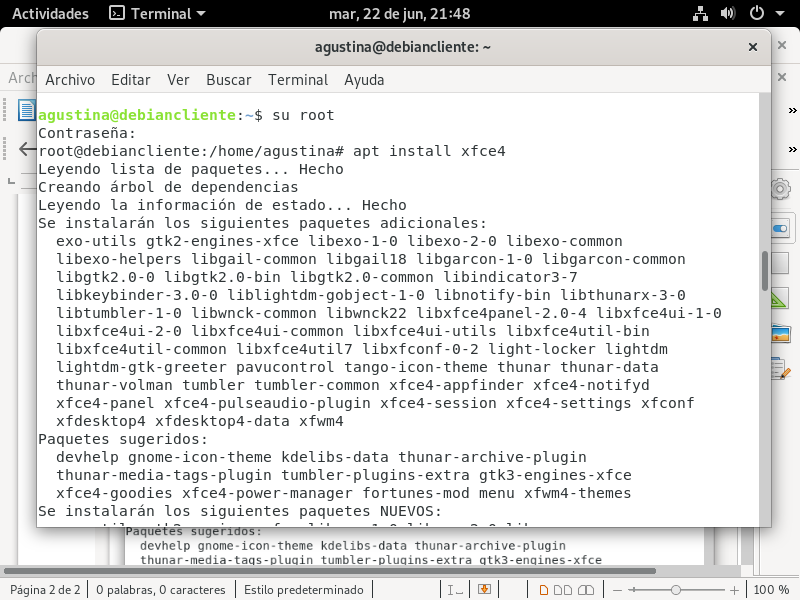 Actividades Terminal mar, 22 de jun, 21:48
agustina@debiancliente: ~
Archivo Editar Ver Buscar Terminal Ayuda
agustina@debiancliente:~$ su root
Contraseña:
root@debiancliente:/home/agustina# apt install xfce4
Leyendo lista de paquetes... Hecho
Creando árbol de dependencias
Leyendo la información de estado... Hecho
Se instalarán los siguientes paquetes adicionales:
exo-utils gtk2-engines-xfce libexo-1-0 libexo-2-0 libexo-common
libexo-helpers libgail-common libgail18 libgarcon-1-0 libgarcon-common
libgtk2.0-0 libgtk2.0-bin libgtk2.0-common libindicator3-7
libkeybinder-3.0-0 liblightdm-gobject-1-0 libnotify-bin libthunarx-3-0
libtumbler-1-0 libwnck-common libwnck22 libxfce4panel-2.0-4 libxfce4ui-1-0
libxfce4ui-2-0 libxfce4ui-common libxfce4ui-utils libxfce4util-bin
libxfce4util-common libxfce4util7 libxfconf-0-2 light-locker lightdm
lightdm-gtk-greeter pavucontrol tango-icon-theme thunar thunar-data
thunar-volman tumbler tumbler-common xfce4-appfinder xfce4-notifyd
xfce4-panel xfce4-pulseaudio-plugin xfce4-session xfce4-settings xfconf
xfdesktop4 xfdesktop4-data xfwm4
Paquetes sugeridos:
devhelp gnome-icon-theme kdelibs-data thunar-archive-plugin
thunar-media-tags-plugin tumbler-plugins-extra gtk3-engines-xfce
xfce4-goodies xfce4-power-manager fortunes-mod menu xfwm4-themes
Se instalarán los siguientes paquetes NUEVOS:
Paquetes sugeridos:
devhelp gnome-icon-theme kdelibs-data thunar-archive-plugin
thunar-media-tags-plugin tumbler-plugins-extra gtk3-engines-xfce
Página 2 de 2 0 palabras, 0 caracteres Estilo predeterminado 100 %